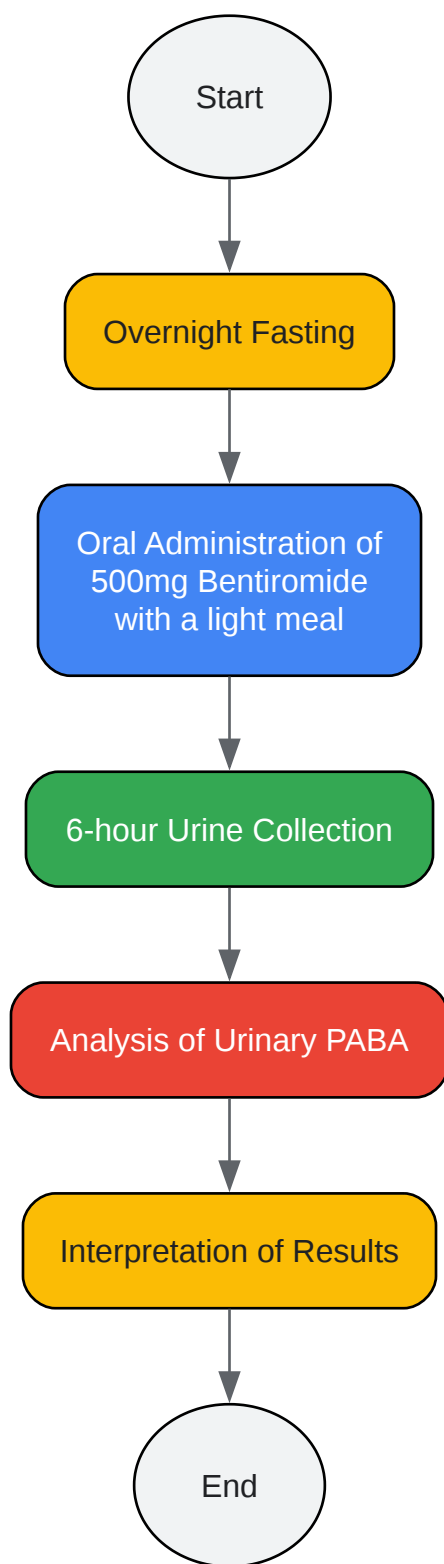 Start
Overnight Fasting
Oral Administration of
500mg Bentiromide
with a light meal
6-hour Urine Collection
Analysis of Urinary PABA
Interpretation of Results
End